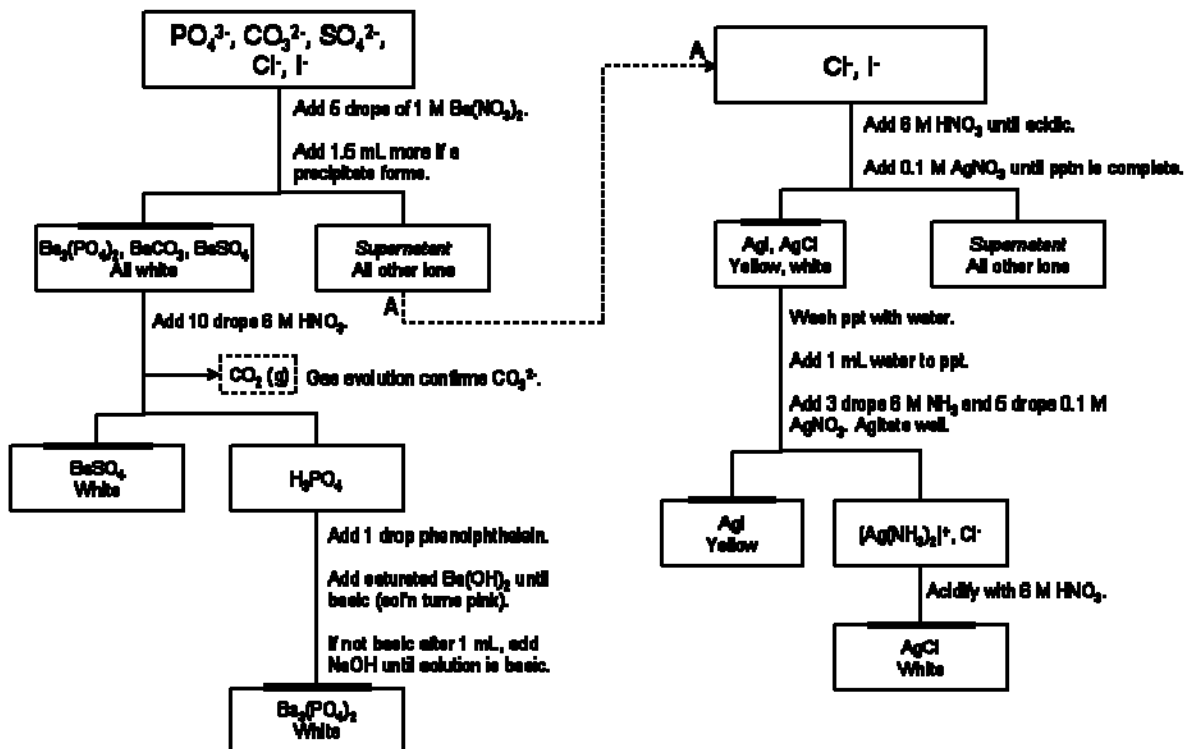 PO₄³⁻, CO₃²⁻, SO₄²⁻,
Cl⁻, I⁻
Add 5 drops of 1 M Ba(NO₃)₂.
Add 1.5 mL more if a
precipitate forms.
Ba₃(PO₄)₂, BaCO₃, BaSO₄
All white
Supernatant
All other ions
A
Add 10 drops 6 M HNO₃.
CO₂ (g)
Gas evolution confirms CO₃²⁻.
BaSO₄
White
H₃PO₄
Add 1 drop phenolphthalein.
Add saturated Ba(OH)₂ until
basic (sol'n turns pink).
If not basic after 1 mL, add
NaOH until solution is basic.
Ba₃(PO₄)₂
White
A
Cl⁻, I⁻
Add 6 M HNO₃ until acidic.
Add 0.1 M AgNO₃ until pptn is complete.
AgI, AgCl
Yellow, white
Supernatant
All other ions
Wash ppt with water.
Add 1 mL water to ppt.
Add 3 drops 6 M NH₃ and 5 drops 0.1 M
AgNO₃. Agitate well.
AgI
Yellow
[Ag(NH₃)₂]⁺, Cl⁻
Acidify with 6 M HNO₃.
AgCl
White